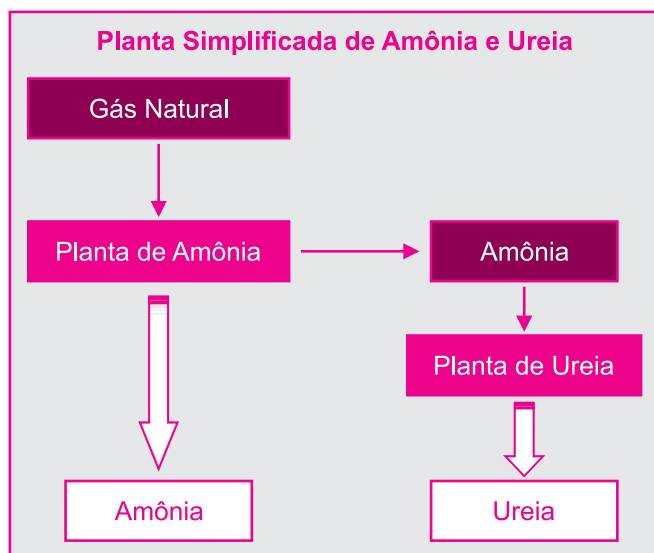 Planta Simplificada de Amônia e Ureia
Gás Natural
Planta de Amônia
Amônia
Planta de Ureia
Amônia
Ureia